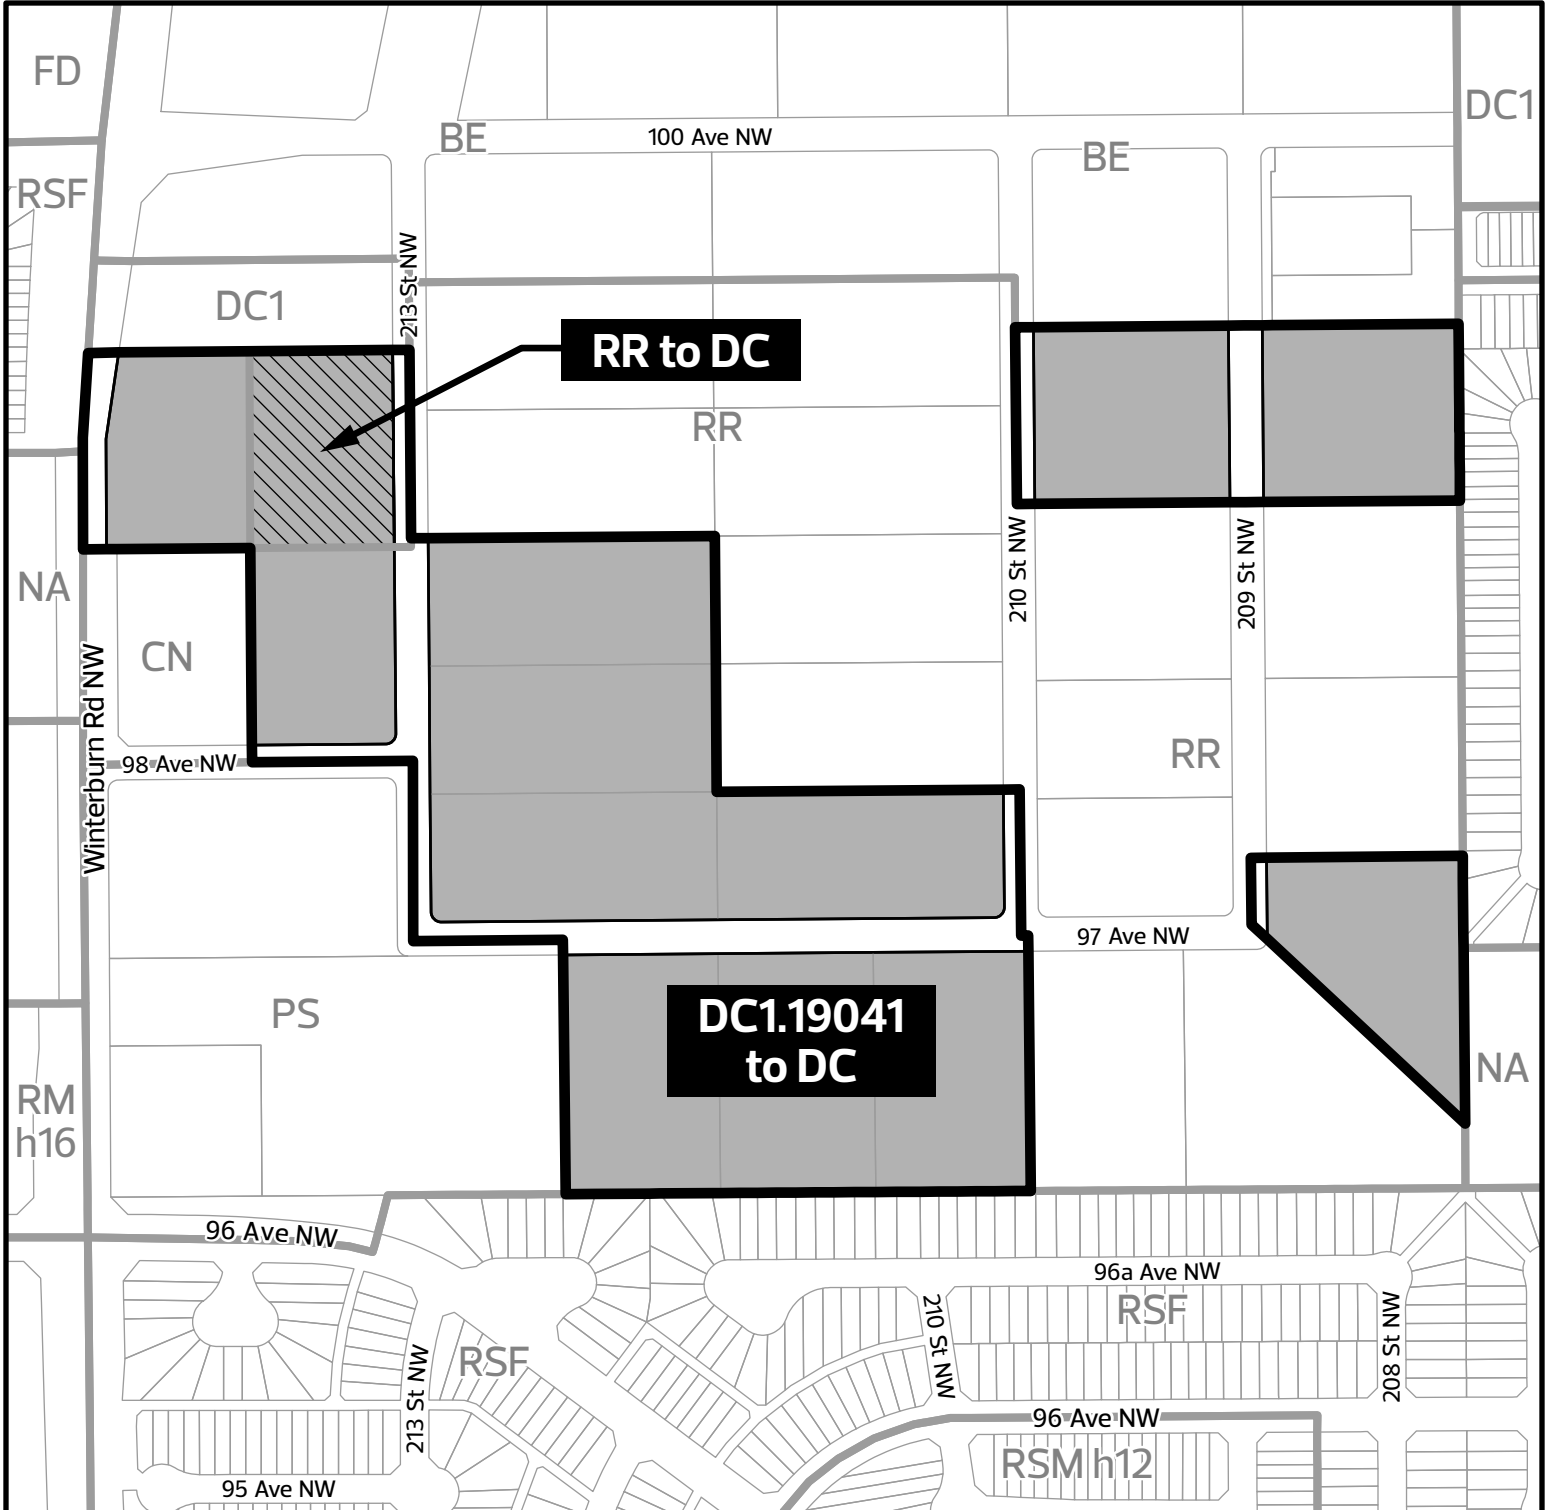 FD
DC1
BE
100 Ave NW
BE
RSF
213 St NW
DC1
RR to DC
RR
210 St NW
209 St NW
NA
CN
Winterburn Rd NW
98 Ave NW
RR
97 Ave NW
PS
DC1.19041
to DC
NA
RM
h16
96 Ave NW
96a Ave NW
RSF
210 St NW
208 St NW
RSF
213 St NW
96 Ave NW
RSM h12
95 Ave NW